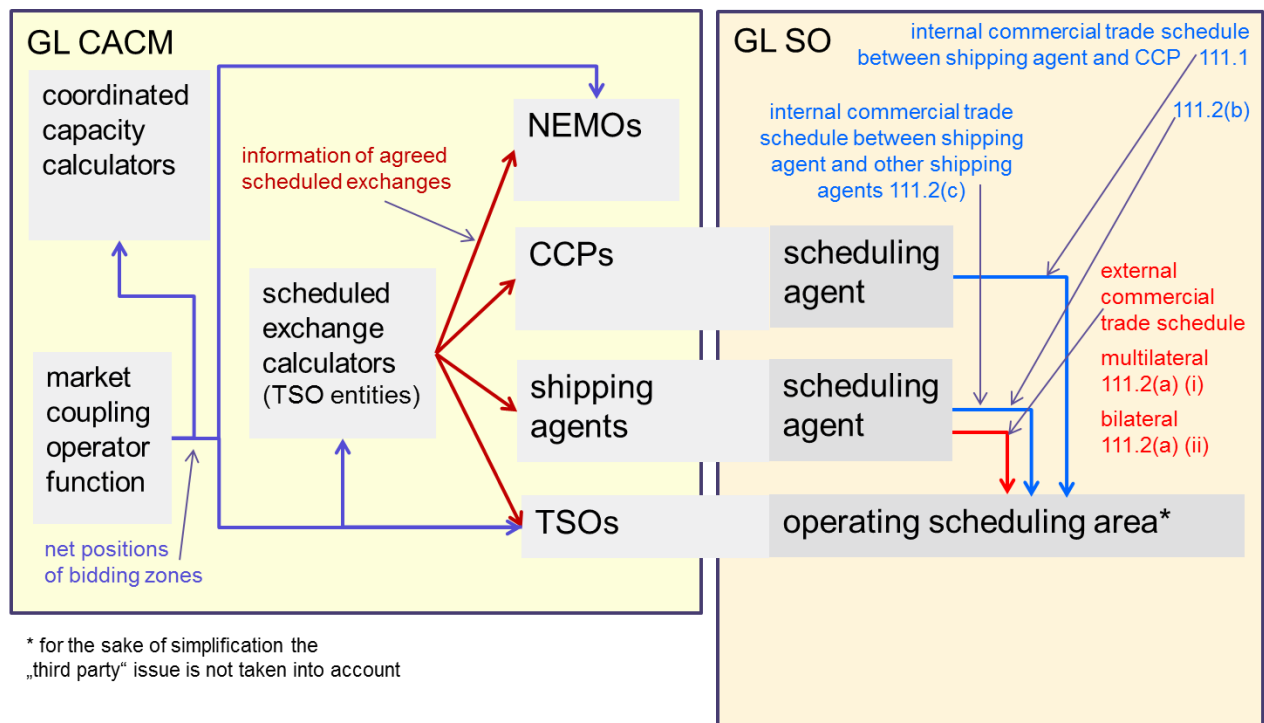 GL CACM
coordinated
capacity
calculators
market
coupling
operator
function
net positions
of bidding zones
information of agreed
scheduled exchanges
scheduled
exchange
calculators
(TSO entities)
NEMOs
CCPs
shipping
agents
TSOs
GL SO
internal commercial trade schedule
between shipping agent and CCP 111.1
111.2(b)
internal commercial trade
schedule between shipping
agent and other shipping
agents 111.2(c)
scheduling
agent
scheduling
agent
external
commercial
trade schedule
multilateral
111.2(a) (i)
bilateral
111.2(a) (ii)
operating scheduling area*
* for the sake of simplification the
„third party“ issue is not taken into account